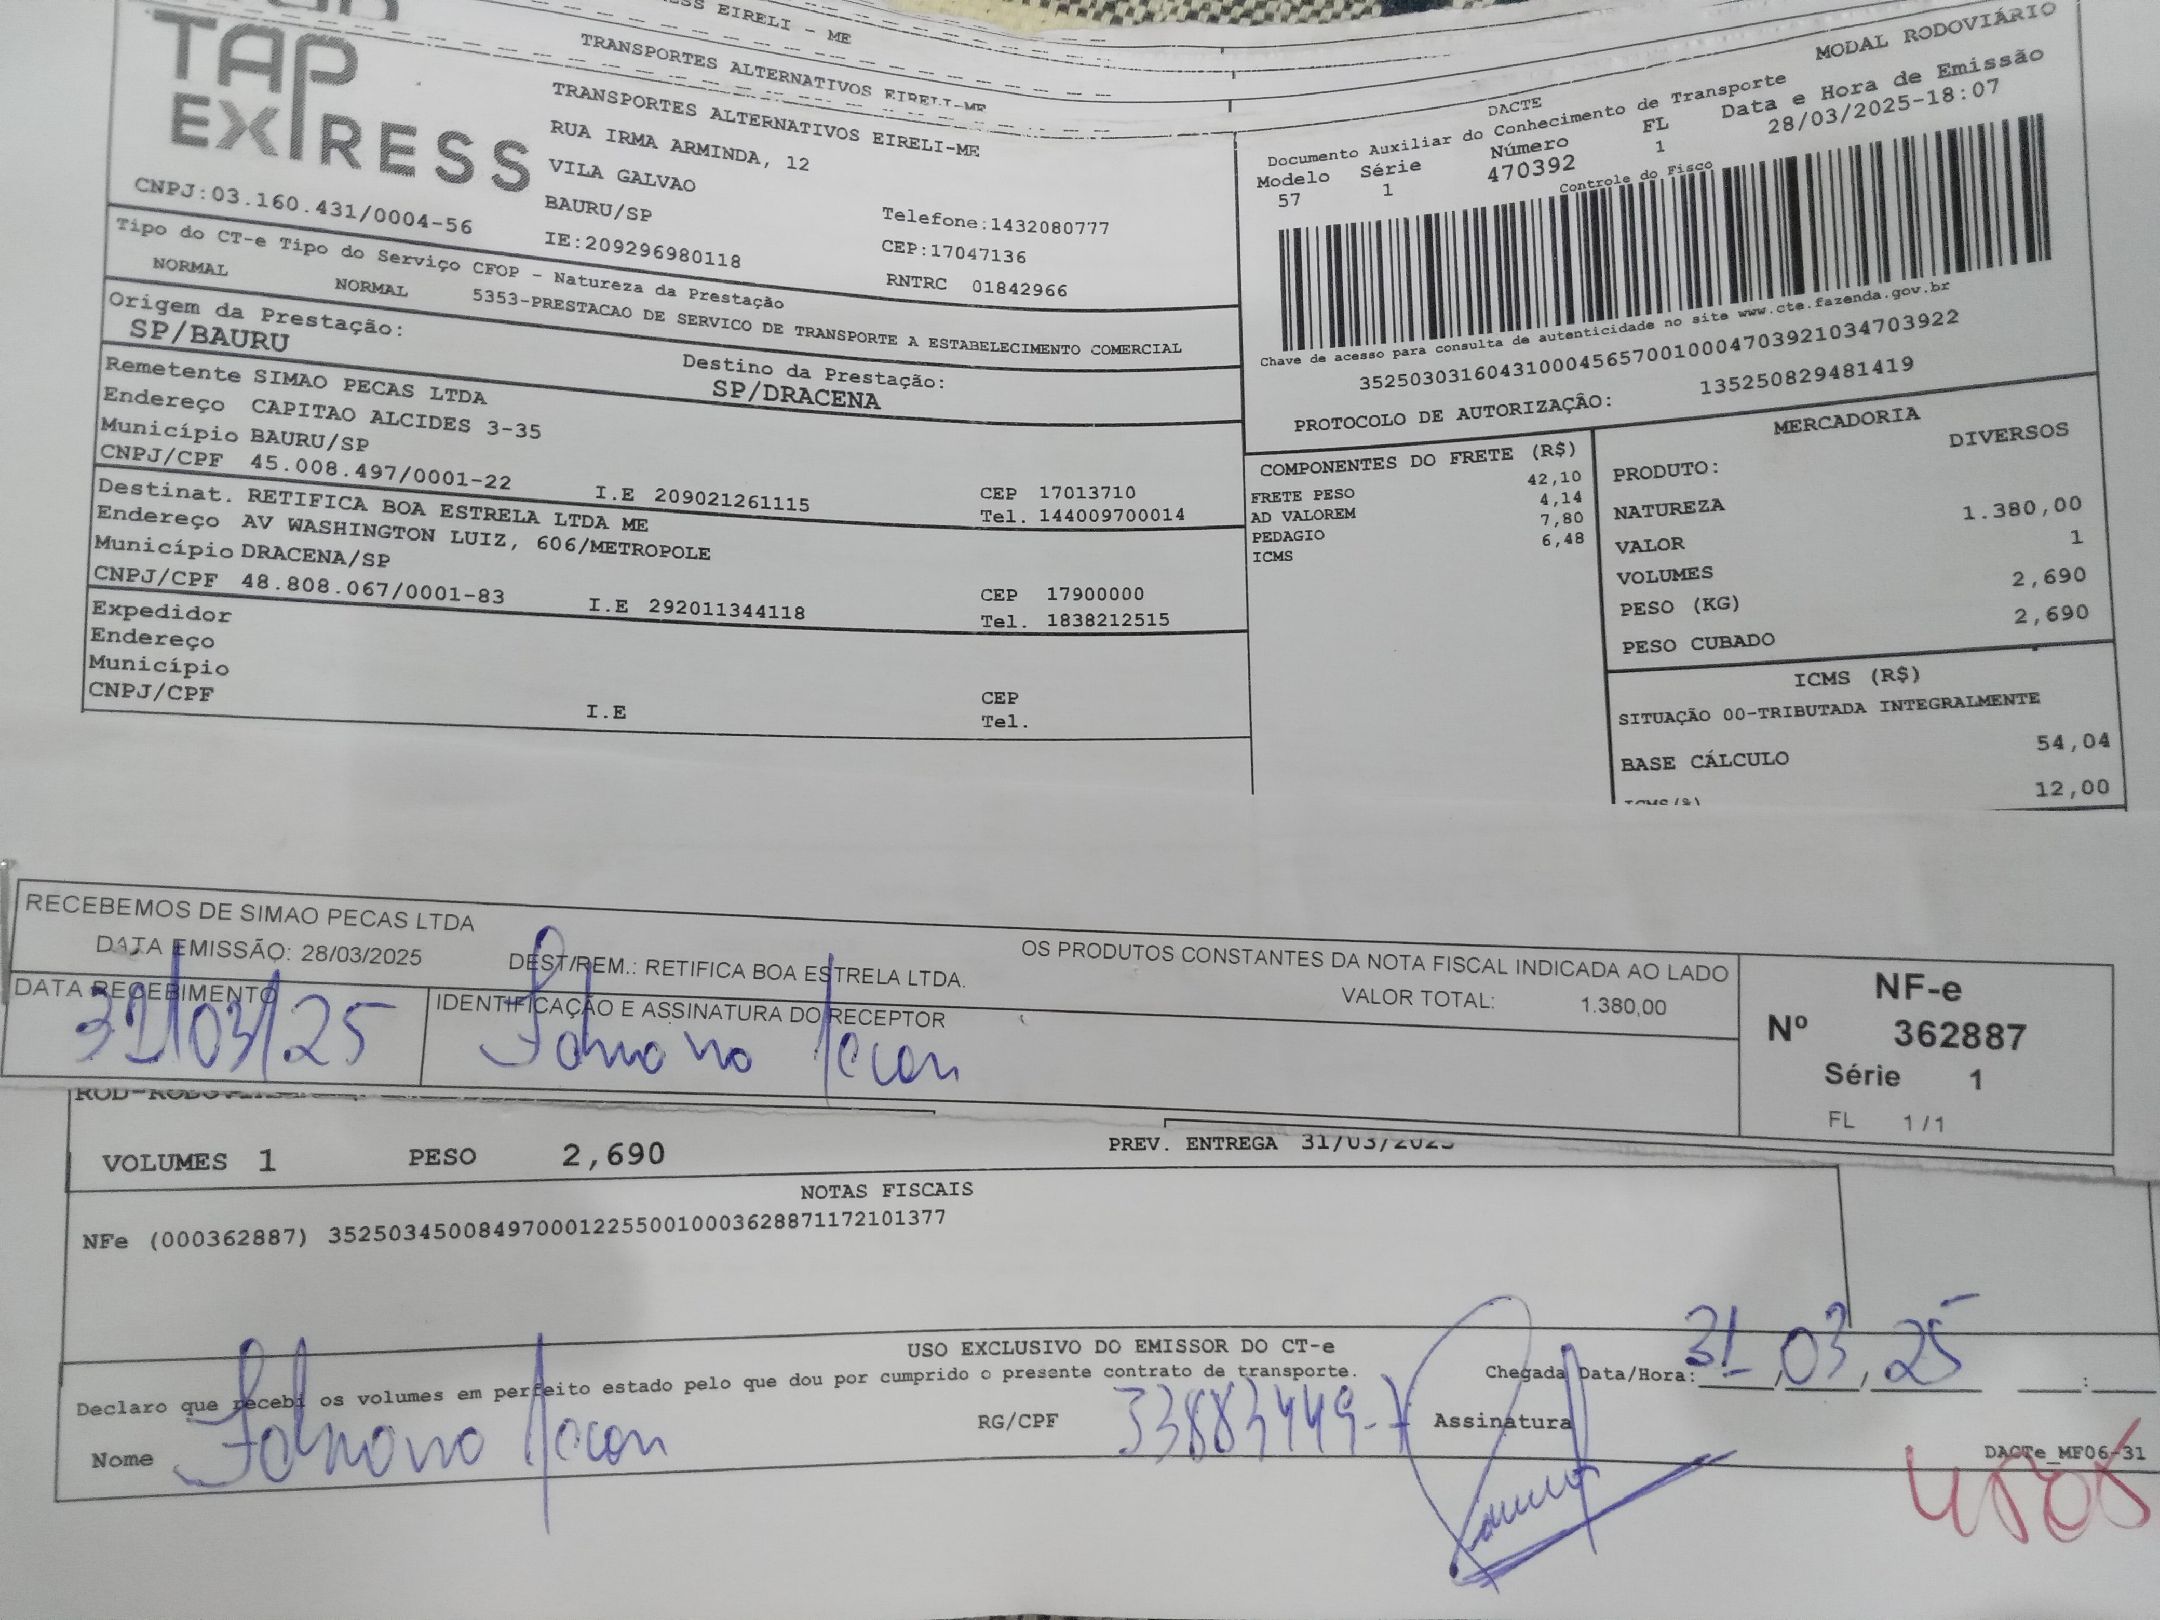 TAP
EXPRESS
SS EIRELI - ME
TRANSPORTES ALTERNATIVOS EIRELI-ME
TRANSPORTES ALTERNATIVOS EIRELI-ME
RUA IRMA ARMINDA, 12
VILA GALVAO
BAURU/SP Telefone:1432080777
IE:209296980118 CEP:17047136
CNPJ:03.160.431/0004-56 RNTRC 01842966
DACTE MODAL RODOVIÁRIO
Documento Auxiliar do Conhecimento de Transporte
Modelo Série Número FL Data e Hora de Emissão
57 1 470392 1 28/03/2025-18:07
Controle do Fisco
Chave de acesso para consulta de autenticidade no site www.cte.fazenda.gov.br
35250303160431000456570010004703921034703922
PROTOCOLO DE AUTORIZAÇÃO: 135250829481419
Tipo do CT-e Tipo do Serviço CFOP - Natureza da Prestação
NORMAL NORMAL 5353-PRESTACAO DE SERVICO DE TRANSPORTE A ESTABELECIMENTO COMERCIAL
Origem da Prestação: Destino da Prestação:
SP/BAURU SP/DRACENA
Remetente SIMAO PECAS LTDA
Endereço CAPITAO ALCIDES 3-35
Município BAURU/SP CEP 17013710
CNPJ/CPF 45.008.497/0001-22 I.E 209021261115 Tel. 144009700014
Destinat. RETIFICA BOA ESTRELA LTDA ME
Endereço AV WASHINGTON LUIZ, 606/METROPOLE
Município DRACENA/SP CEP 17900000
CNPJ/CPF 48.808.067/0001-83 I.E 292011344118 Tel. 1838212515
Expedidor
Endereço
Município CEP
CNPJ/CPF I.E Tel.
COMPONENTES DO FRETE (R$)
FRETE PESO 42,10
AD VALOREM 4,14
PEDAGIO 7,80
ICMS 6,48
MERCADORIA
PRODUTO: DIVERSOS
NATUREZA
VALOR 1.380,00
VOLUMES 1
PESO (KG) 2,690
PESO CUBADO 2,690
ICMS (R$)
SITUAÇÃO 00-TRIBUTADA INTEGRALMENTE
BASE CÁLCULO 54,04
ICMS(%) 12,00
RECEBEMOS DE SIMAO PECAS LTDA OS PRODUTOS CONSTANTES DA NOTA FISCAL INDICADA AO LADO
DATA EMISSÃO: 28/03/2025 DEST/REM.: RETIFICA BOA ESTRELA LTDA. VALOR TOTAL: 1.380,00
DATA RECEBIMENTO IDENTIFICAÇÃO E ASSINATURA DO RECEPTOR
31/03/25
NF-e
Nº 362887
Série 1
FL 1/1
VOLUMES 1 PESO 2,690 PREV. ENTREGA 31/03/2025
NOTAS FISCAIS
NFe (000362887) 35250345008497000122550010003628871172101377
USO EXCLUSIVO DO EMISSOR DO CT-e
Declaro que recebi os volumes em perfeito estado pelo que dou por cumprido o presente contrato de transporte. Chegada Data/Hora: 31,03,25 :
Nome RG/CPF Assinatura
DACTe_MF06-31